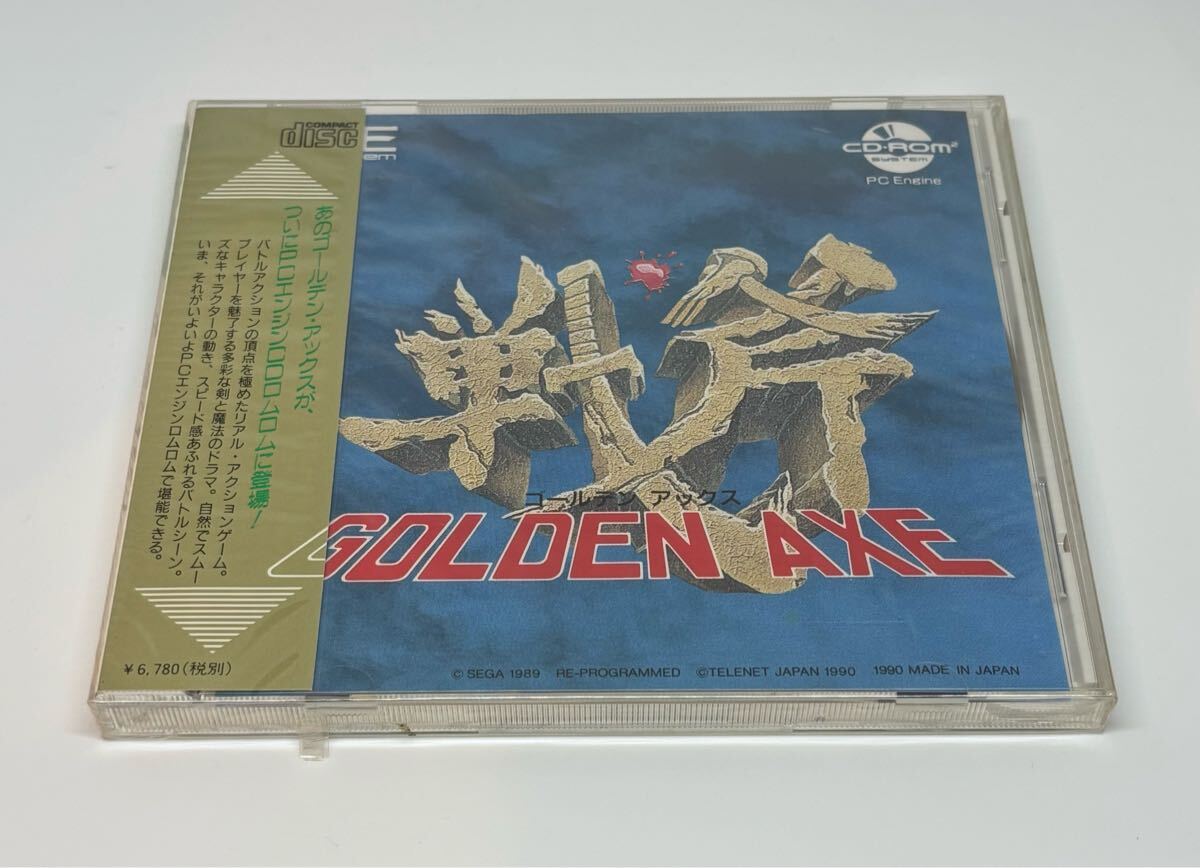 COMPACT
disc
あのゴールデン・アックスが、
ついにPCエンジンCDロムロムに登場!
バトルアクションの頂点を極めたリアル・アクションゲーム。
プレイヤーを魅了する多彩な剣と魔法のドラマ。自然でスムー
ズなキャラクターの動き、スピード感あふれるバトルシーン。
いま、それがいよいよPCエンジンロムロムで堪能できる。
¥6,780(税別)
E
tem
CD-ROM²
SYSTEM
PC Engine
戦斧
ゴールデン アックス
GOLDEN AXE
© SEGA 1989 RE-PROGRAMMED ©TELENET JAPAN 1990 1990 MADE IN JAPAN